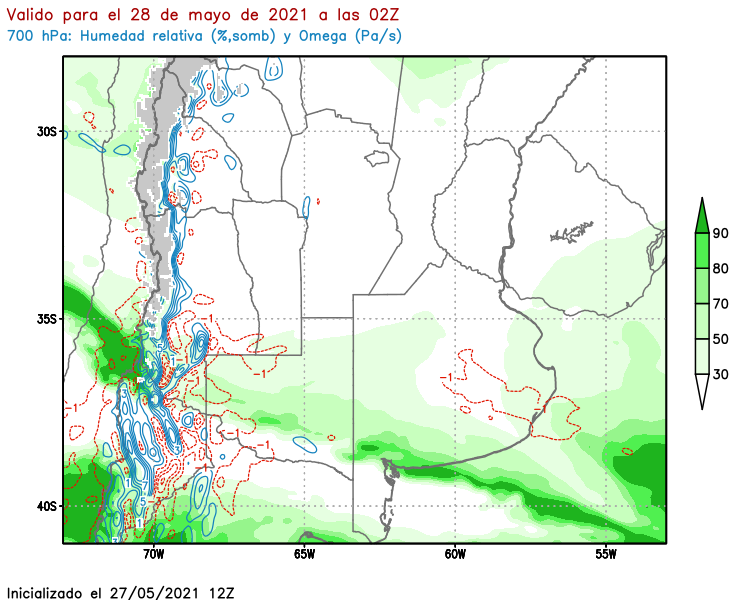 Valido para el 28 de mayo de 2021 a las 02Z
700 hPa: Humedad relativa (%,somb) y Omega (Pa/s)
30S
35S
40S
70W
65W
60W
55W
90
80
70
50
30
-1
-1
-1
-1
-1
-1
Inicializado el 27/05/2021 12Z